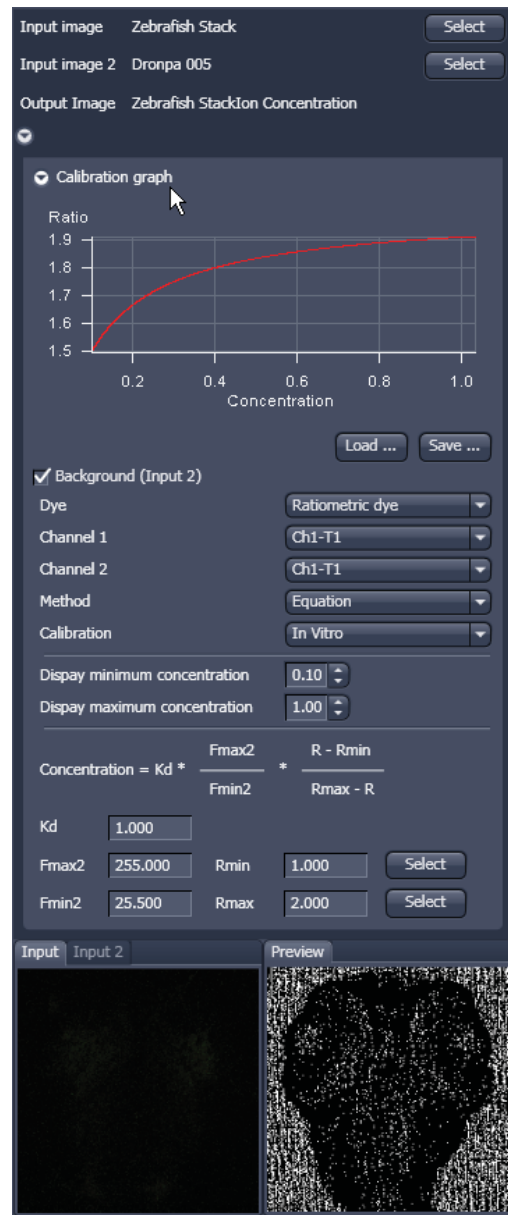 Input image Zebrafish Stack Select
Input image 2 Dronpa 005 Select
Output Image Zebrafish StackIon Concentration
Calibration graph
Ratio
1.9
1.8
1.7
1.6
1.5
0.2 0.4 0.6 0.8 1.0
Concentration
Load ... Save ...
Background (Input 2)
Dye Ratiometric dye
Channel 1 Ch1-T1
Channel 2 Ch1-T1
Method Equation
Calibration In Vitro
Dispay minimum concentration 0.10
Dispay maximum concentration 1.00
Fmax2 R - Rmin
Concentration = Kd * *
Fmin2 Rmax - R
Kd 1.000
Fmax2 255.000 Rmin 1.000 Select
Fmin2 25.500 Rmax 2.000 Select
Input Input 2 Preview